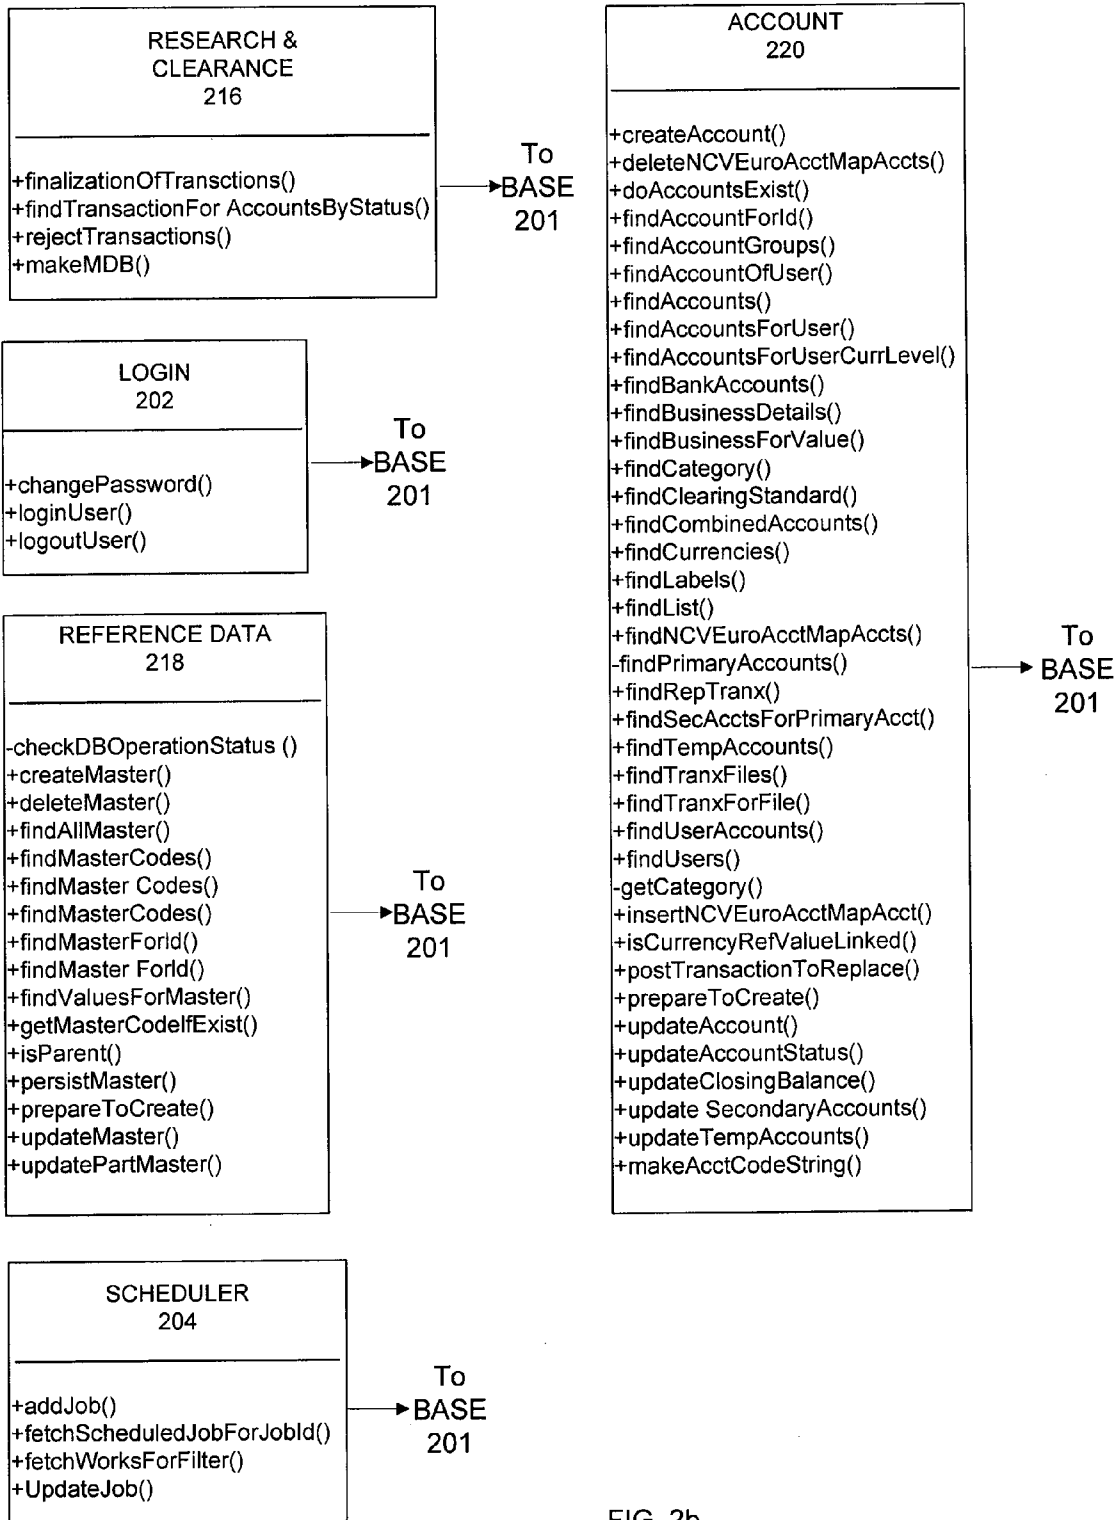 RESEARCH &
CLEARANCE
216
+finalizationOfTransctions()
+findTransactionFor AccountsByStatus()
+rejectTransactions()
+makeMDB()
To
BASE
201
LOGIN
202
+changePassword()
+loginUser()
+logoutUser()
To
BASE
201
REFERENCE DATA
218
-checkDBOperationStatus ()
+createMaster()
+deleteMaster()
+findAllMaster()
+findMasterCodes()
+findMaster Codes()
+findMasterCodes()
+findMasterForId()
+findMaster ForId()
+findValuesForMaster()
+getMasterCodeIfExist()
+isParent()
+persistMaster()
+prepareToCreate()
+updateMaster()
+updatePartMaster()
To
BASE
201
SCHEDULER
204
+addJob()
+fetchScheduledJobForJobId()
+fetchWorksForFilter()
+UpdateJob()
To
BASE
201
ACCOUNT
220
+createAccount()
+deleteNCVEuroAcctMapAccts()
+doAccountsExist()
+findAccountForId()
+findAccountGroups()
+findAccountOfUser()
+findAccounts()
+findAccountsForUser()
+findAccountsForUserCurrLevel()
+findBankAccounts()
+findBusinessDetails()
+findBusinessForValue()
+findCategory()
+findClearingStandard()
+findCombinedAccounts()
+findCurrencies()
+findLabels()
+findList()
+findNCVEuroAcctMapAccts()
-findPrimaryAccounts()
+findRepTranx()
+findSecAcctsForPrimaryAcct()
+findTempAccounts()
+findTranxFiles()
+findTranxForFile()
+findUserAccounts()
+findUsers()
-getCategory()
+insertNCVEuroAcctMapAcct()
+isCurrencyRefValueLinked()
+postTransactionToReplace()
+prepareToCreate()
+updateAccount()
+updateAccountStatus()
+updateClosingBalance()
+update SecondaryAccounts()
+updateTempAccounts()
+makeAcctCodeString()
To
BASE
201
FIG. 2b